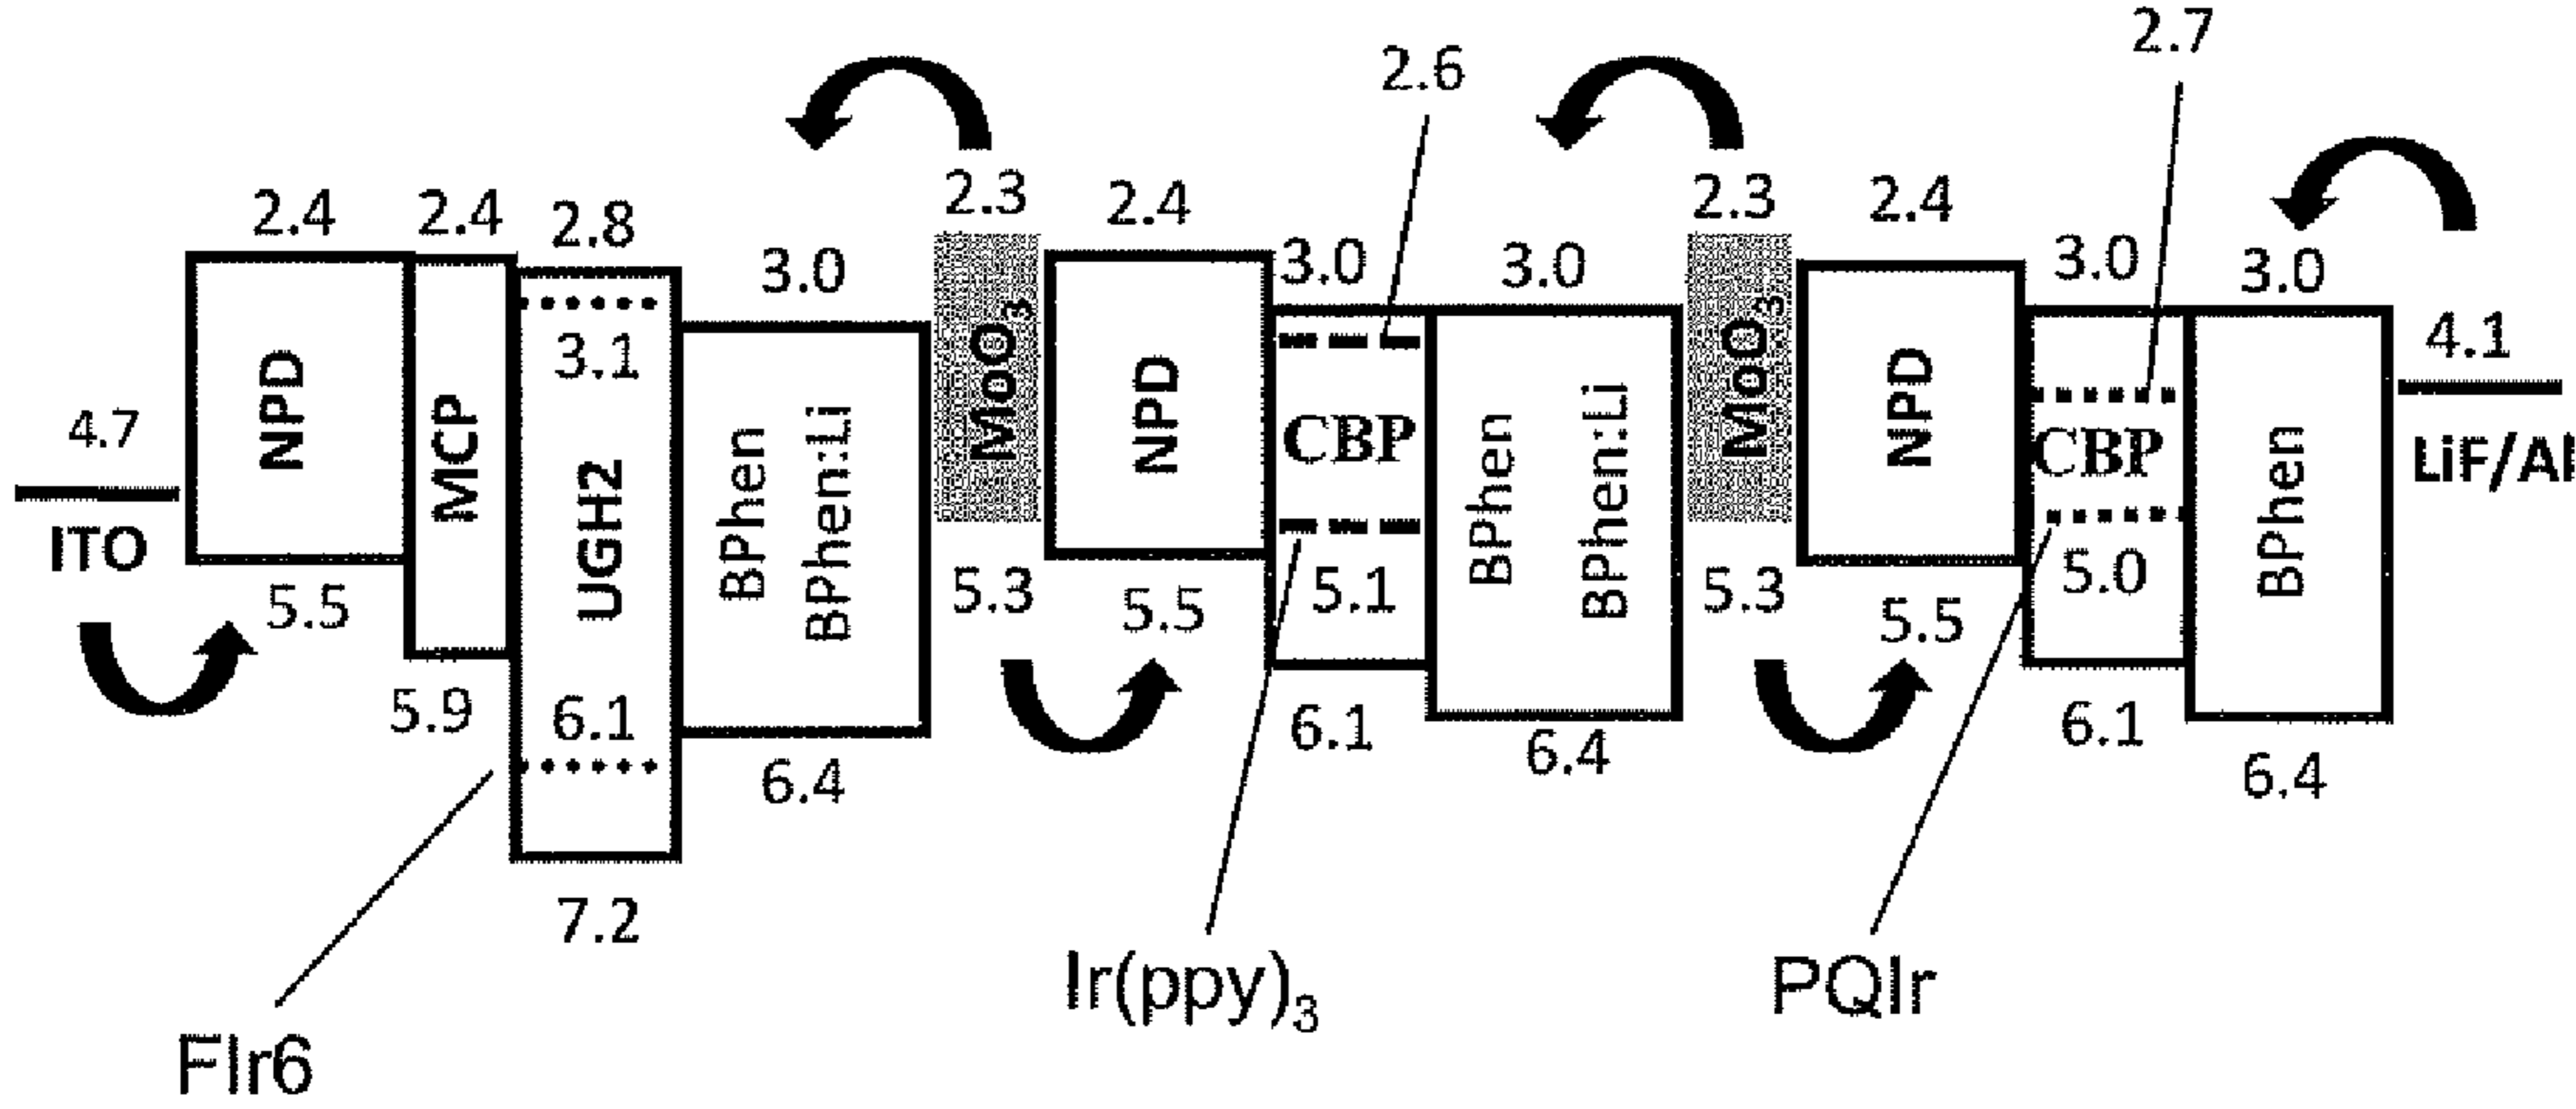 2.7
2.6
2.3
2.3
2.4
2.4
2.8
2.4
2.4
3.0
3.0
3.0
3.0
3.0
3.1
4.1
4.7
NPD
MCP
UGH2
BPhen
BPhen:Li
MoO3
NPD
CBP
BPhen
BPhen:Li
MoO3
NPD
CBP
BPhen
LiF/Al
ITO
5.5
5.3
5.5
5.1
5.3
5.5
5.0
5.9
6.1
6.4
6.1
6.4
6.1
6.4
7.2
FIr6
Ir(ppy)3
PQIr